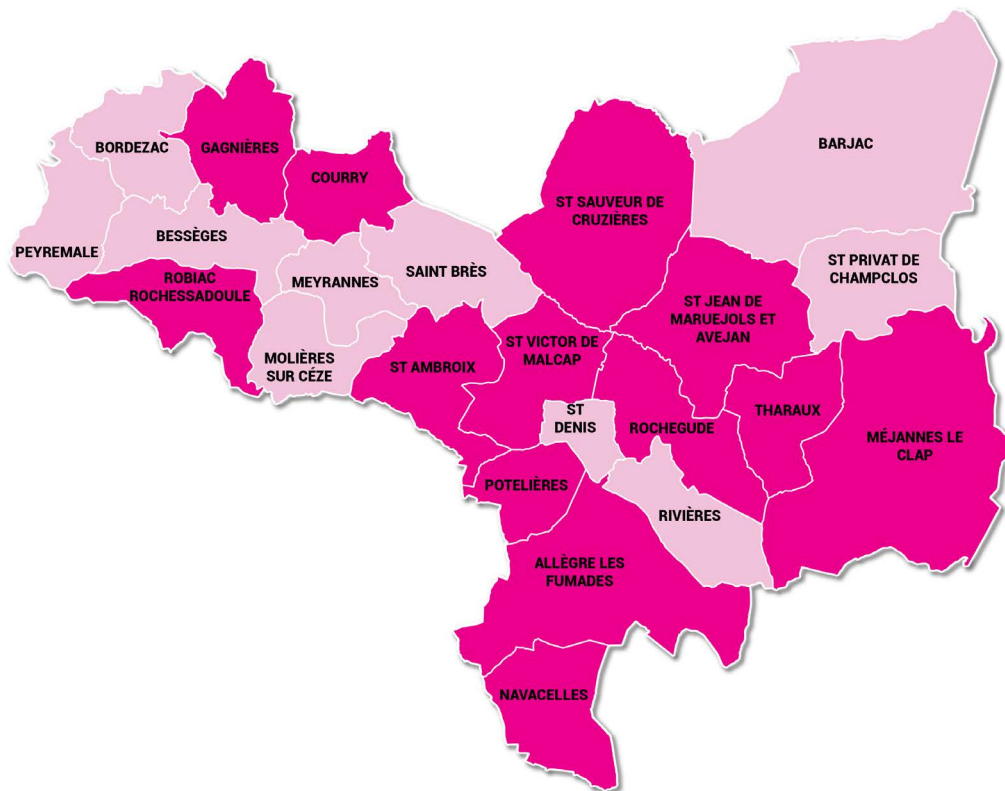 BORDEZAC
GAGNIÈRES
COURRY
BARJAC
ST SAUVEUR DE
CRUZIÈRES
PEYREMALE
BESSÈGES
ROBIAC
ROCHESSADOULE
MEYRANNES
SAINT BRÈS
ST PRIVAT DE
CHAMPCLOS
ST JEAN DE
MARUEJOLS ET
AVEJAN
MOLIÈRES
SUR CÉZE
ST AMBROIX
ST VICTOR DE
MALCAP
ST
DENIS
ROCHEGUDE
THARAUX
MÉJANNES LE
CLAP
POTELIÈRES
RIVIÈRES
ALLÈGRE LES
FUMADES
NAVACELLES